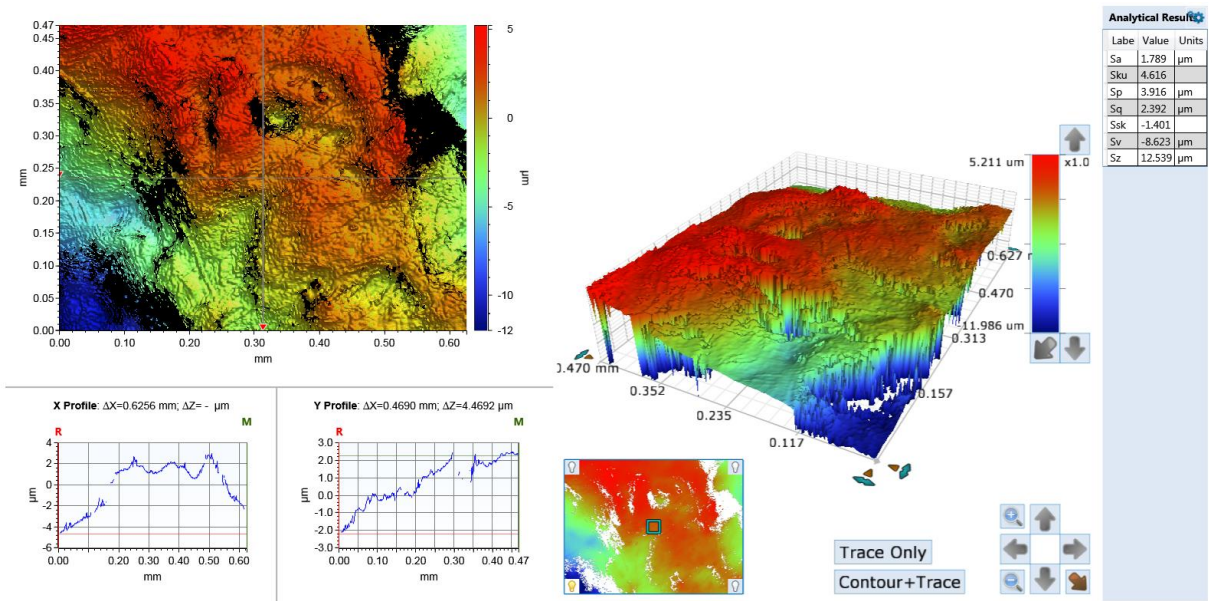 0.47
0.45
0.40
0.35
0.30
0.25
0.20
0.15
0.10
0.05
0.00
mm
0.00 0.10 0.20 0.30 0.40 0.50 0.60
mm
5
0
-5
-10
-12
µm
X Profile: ΔX=0.6256 mm; ΔZ= - µm
R
M
4
2
0
-2
-4
-6
µm
0.00 0.10 0.20 0.30 0.40 0.50 0.62
mm
Y Profile: ΔX=0.4690 mm; ΔZ=4.4692 µm
R
M
3.0
2.0
1.0
0.0
-1.0
-2.0
-3.0
µm
0.00 0.10 0.20 0.30 0.40 0.47
mm
5.211 um
x1.0
-11.986 um
0.627
0.470
0.313
0.157
0.117
0.235
0.352
0.470 mm
Trace Only
Contour+Trace
Analytical Results
Labe Value Units
Sa 1.789 µm
Sku 4.616
Sp 3.916 µm
Sq 2.392 µm
Ssk -1.401
Sv -8.623 µm
Sz 12.539 µm